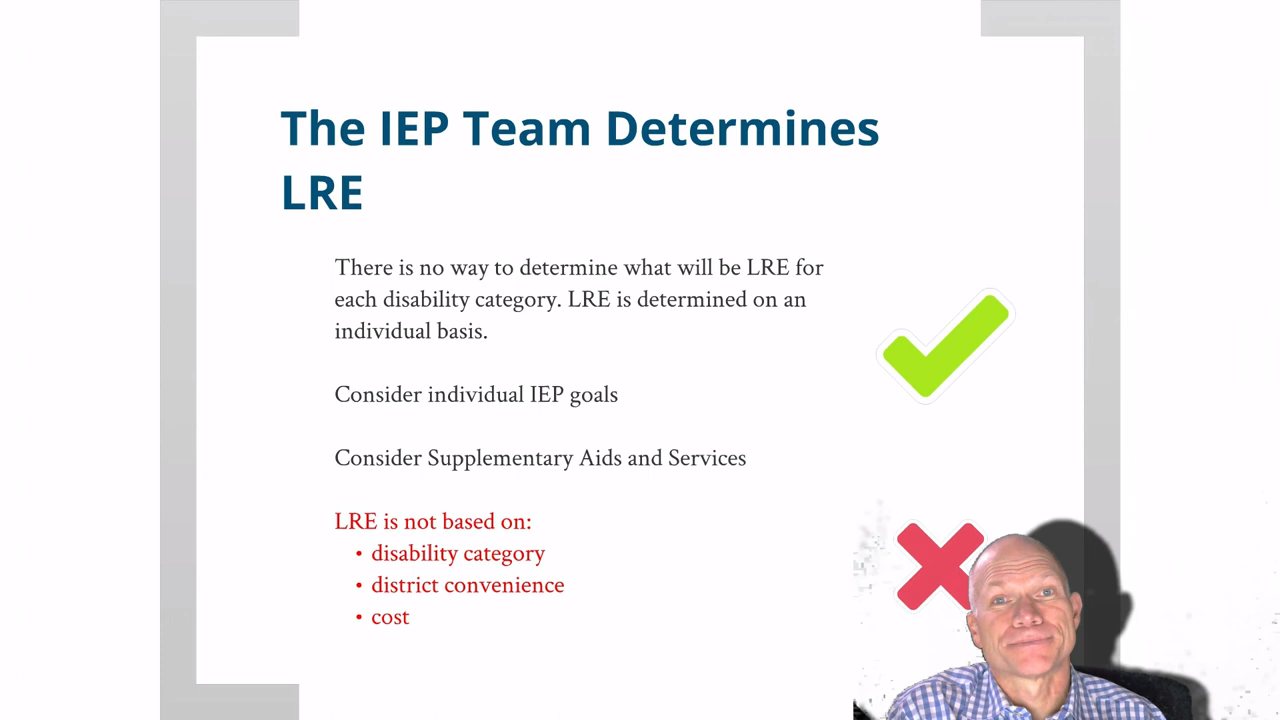 The IEP Team Determines
LRE
There is no way to determine what will be LRE for
each disability category. LRE is determined on an
individual basis.
Consider individual IEP goals
Consider Supplementary Aids and Services
LRE is not based on:
• disability category
• district convenience
• cost